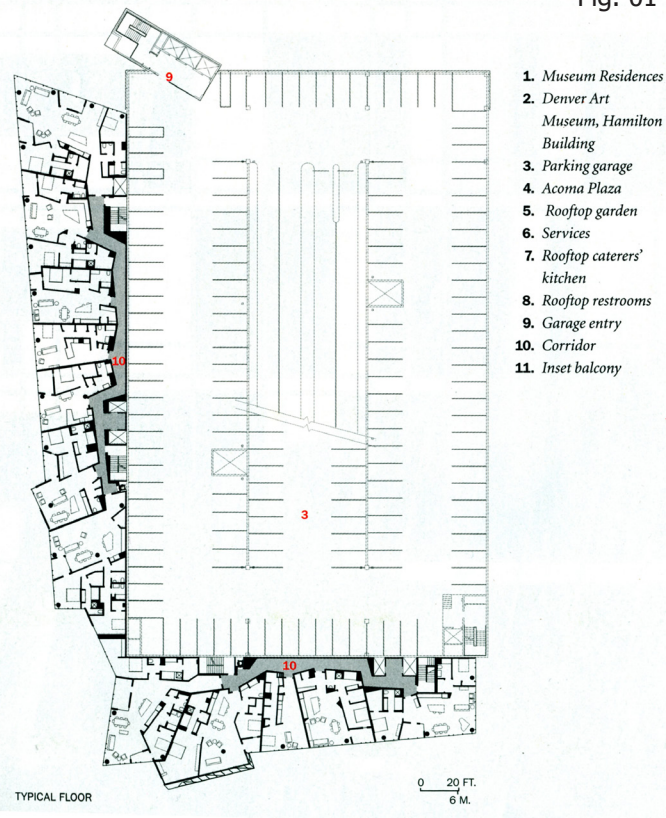 Fig. 01
1. Museum Residences
2. Denver Art
Museum, Hamilton
Building
3. Parking garage
4. Acoma Plaza
5. Rooftop garden
6. Services
7. Rooftop caterers'
kitchen
8. Rooftop restrooms
9. Garage entry
10. Corridor
11. Inset balcony
9
10
3
10
0 20 FT.
6 M.
TYPICAL FLOOR